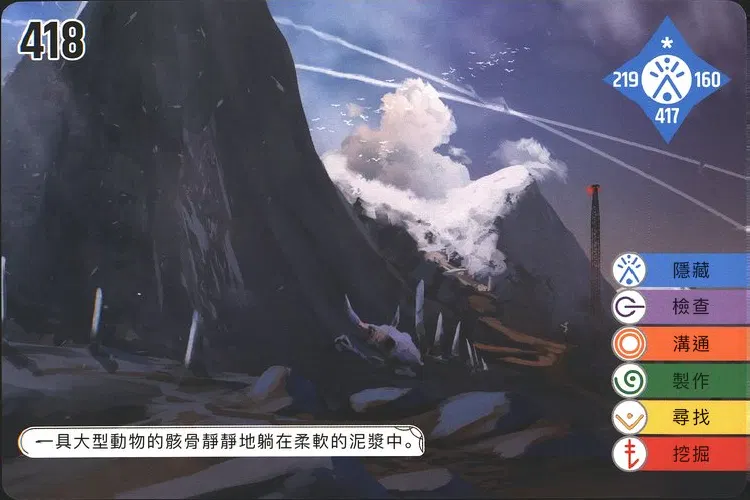 418
*
219
160
417
隱藏
檢查
溝通
製作
尋找
挖掘
一具大型動物的骸骨靜靜地躺在柔軟的泥漿中。